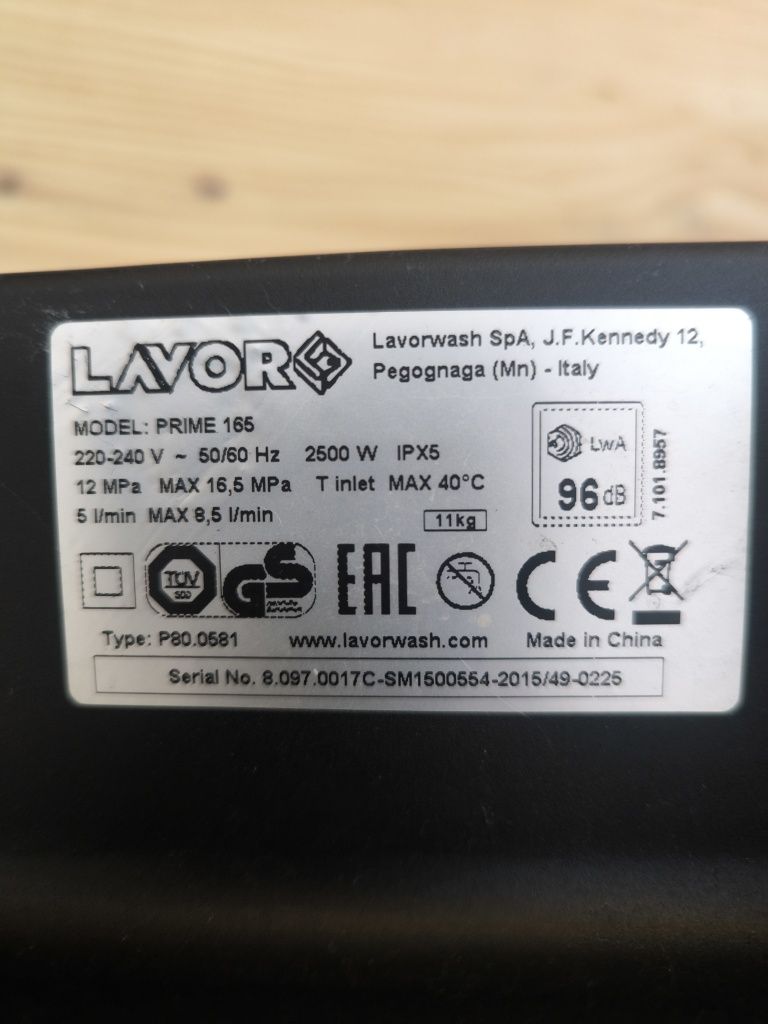 LAVOR
Lavorwash SpA, J.F.Kennedy 12,
Pegognaga (Mn) - Italy
MODEL: PRIME 165
220-240 V ~ 50/60 Hz 2500 W IPX5
12 MPa MAX 16,5 MPa T inlet MAX 40°C
5 l/min MAX 8,5 l/min
11kg
LWA
96 dB
7.101.8957
TÜV
SÜD
GS
EAC
CE
Type: P80.0581 www.lavorwash.com Made in China
Serial No. 8.097.0017C-SM1500554-2015/49-0225